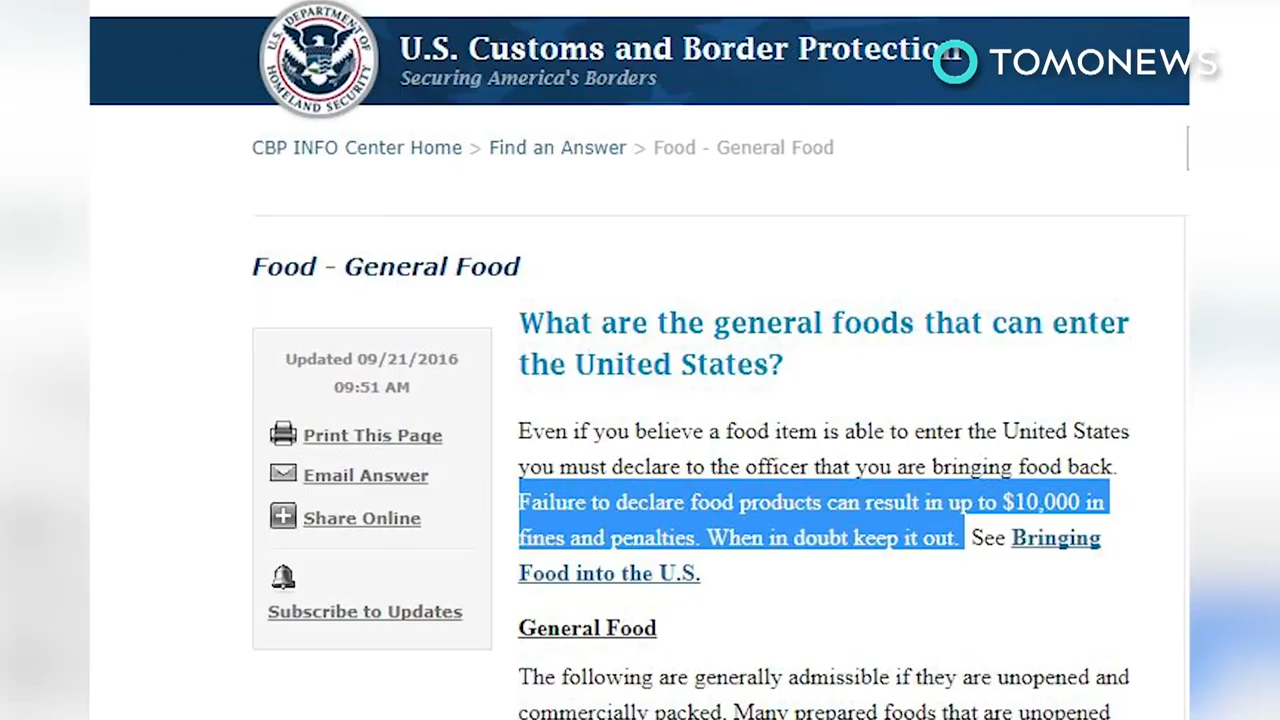 U.S. DEPARTMENT OF
HOMELAND SECURITY
U.S. Customs and Border Protection
Securing America's Borders
TOMONEWS
CBP INFO Center Home > Find an Answer > Food - General Food
Food - General Food
Updated 09/21/2016
09:51 AM
Print This Page
Email Answer
Share Online
Subscribe to Updates
What are the general foods that can enter
the United States?
Even if you believe a food item is able to enter the United States
you must declare to the officer that you are bringing food back.
Failure to declare food products can result in up to $10,000 in
fines and penalties. When in doubt keep it out. See Bringing
Food into the U.S.
General Food
The following are generally admissible if they are unopened and
commercially packed. Many prepared foods that are unopened